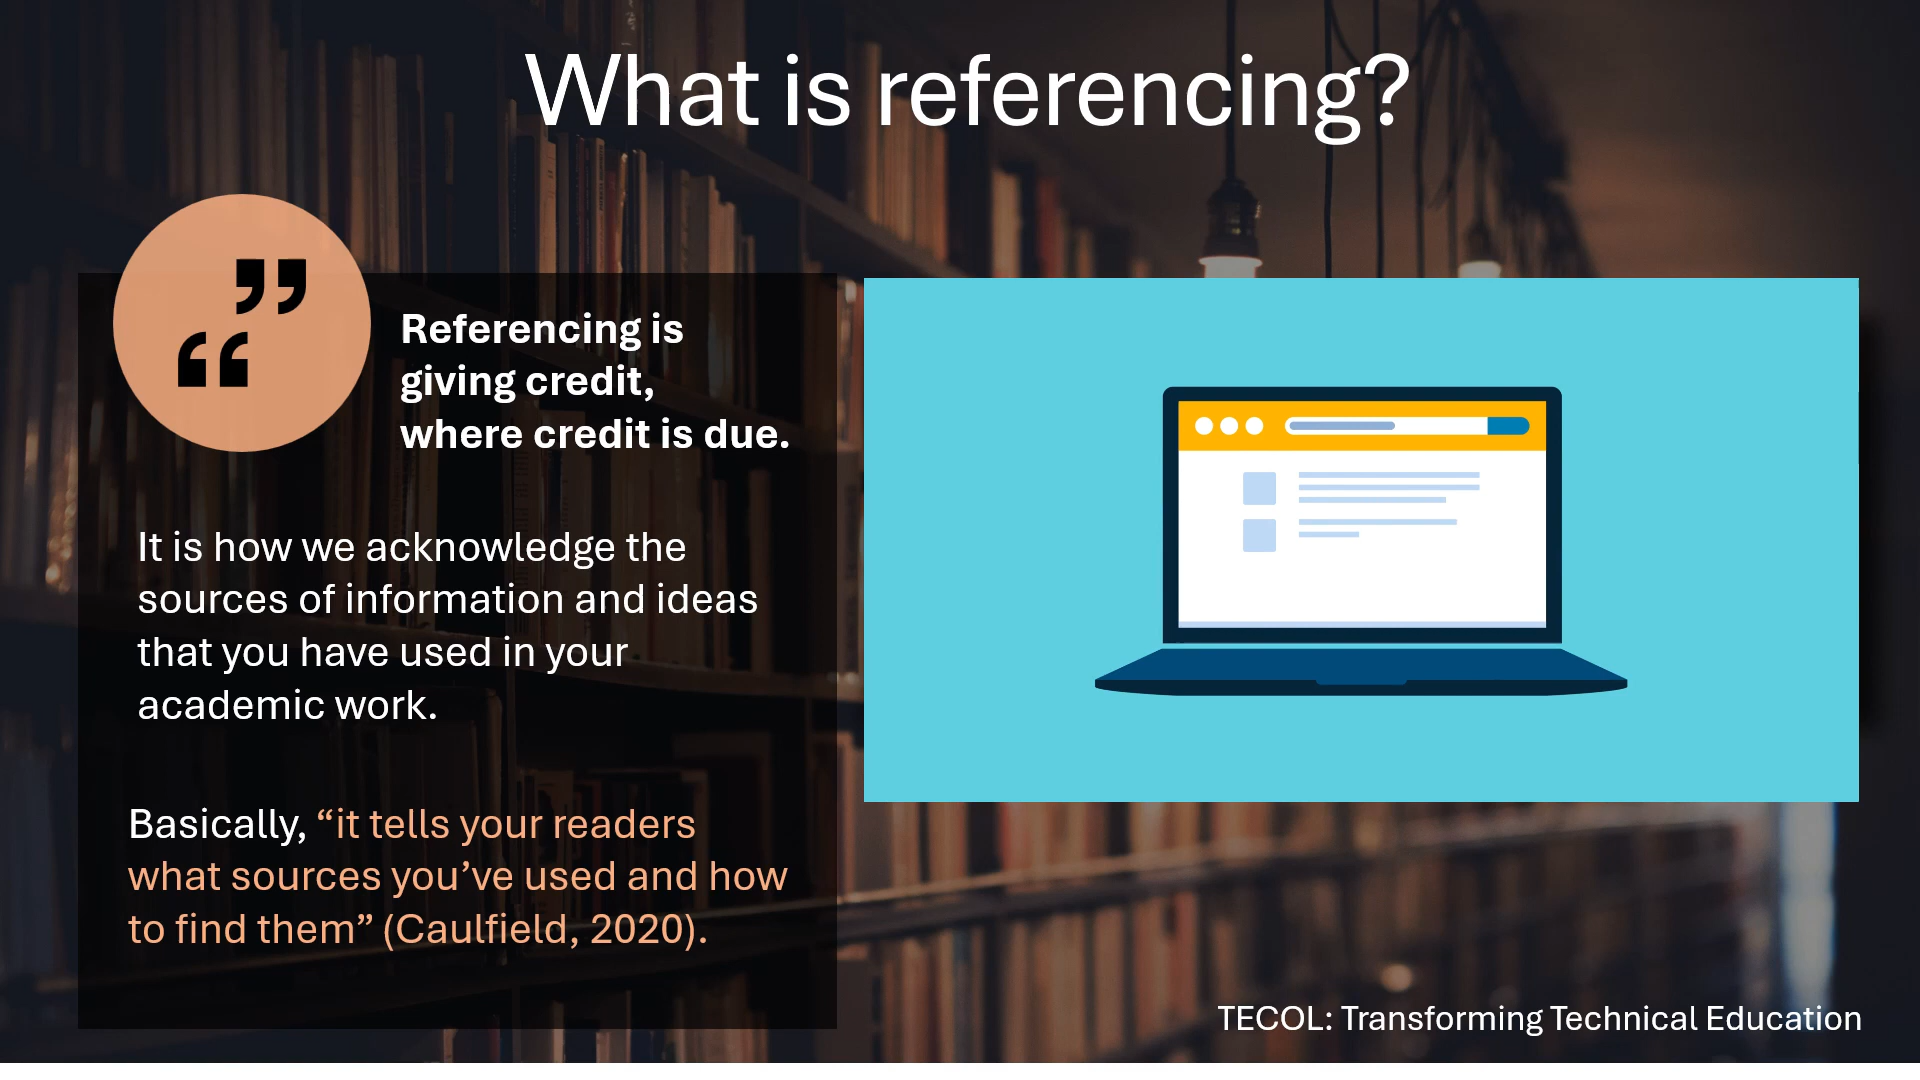 What is referencing?
Referencing is
giving credit,
where credit is due.
It is how we acknowledge the
sources of information and ideas
that you have used in your
academic work.
Basically, “it tells your readers
what sources you’ve used and how
to find them” (Caulfield, 2020).
TECOL: Transforming Technical Education